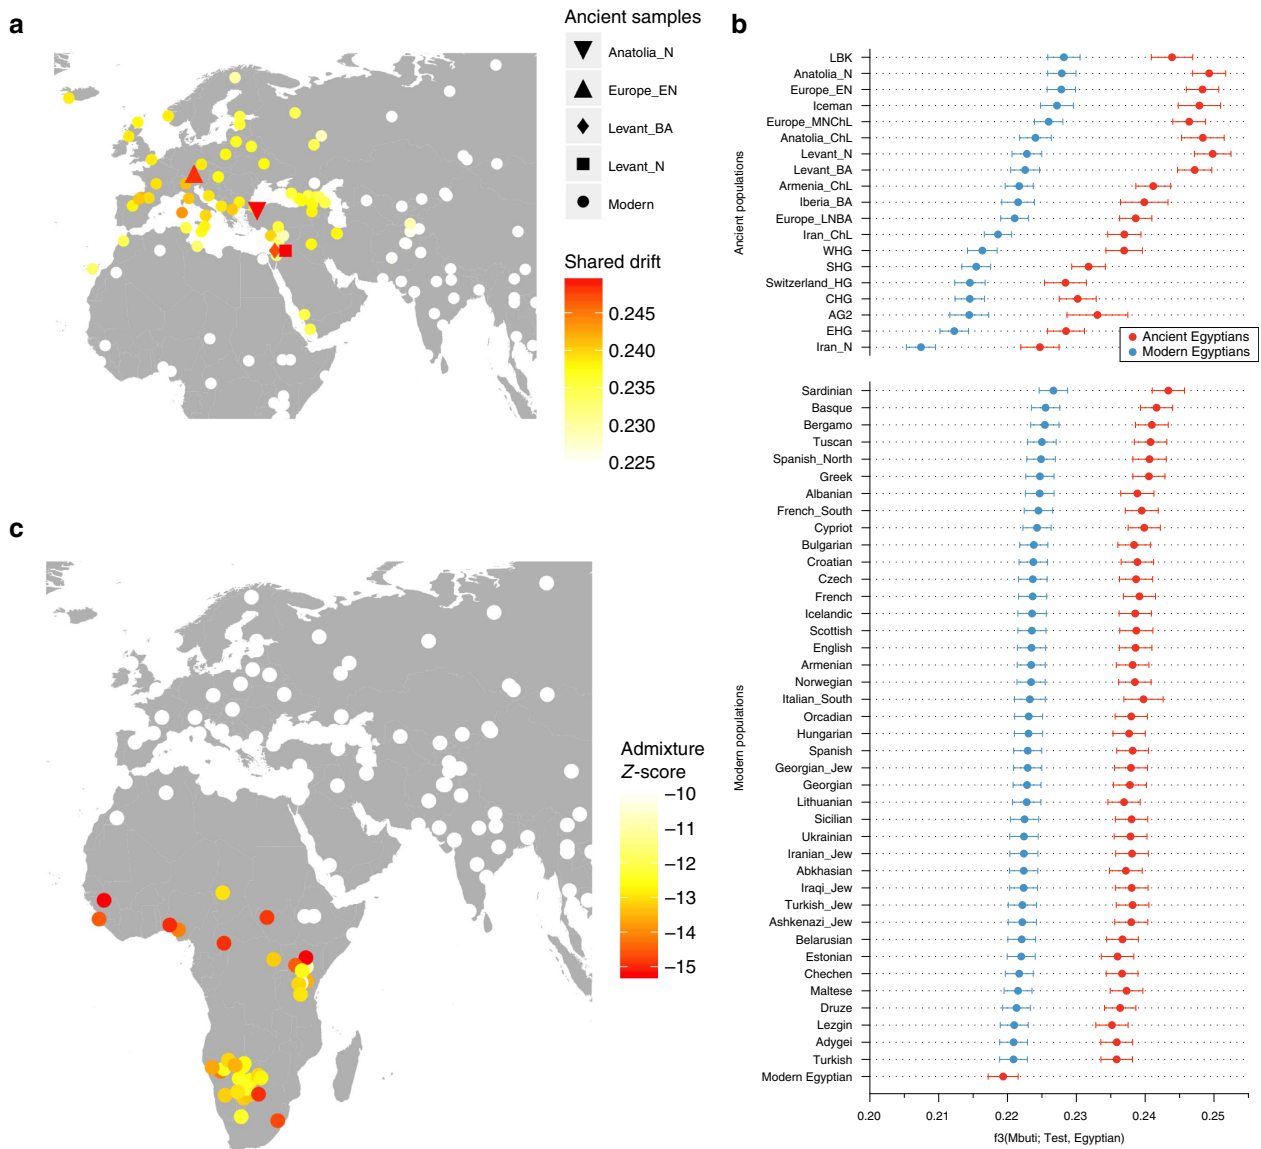 a
Ancient samples
Anatolia_N
Europe_EN
Levant_BA
Levant_N
Modern
Shared drift
0.245
0.240
0.235
0.230
0.225
b
Ancient populations
LBK
Anatolia_N
Europe_EN
Iceman
Europe_MNChL
Anatolia_ChL
Levant_N
Levant_BA
Armenia_ChL
Iberia_BA
Europe_LNBA
Iran_ChL
WHG
SHG
Switzerland_HG
CHG
AG2
EHG
Iran_N
Ancient Egyptians
Modern Egyptians
Modern populations
Sardinian
Basque
Bergamo
Tuscan
Spanish_North
Greek
Albanian
French_South
Cypriot
Bulgarian
Croatian
Czech
French
Icelandic
Scottish
English
Armenian
Norwegian
Italian_South
Orcadian
Hungarian
Spanish
Georgian_Jew
Georgian
Lithuanian
Sicilian
Ukrainian
Iranian_Jew
Abkhasian
Iraqi_Jew
Turkish_Jew
Ashkenazi_Jew
Belarusian
Estonian
Chechen
Maltese
Druze
Lezgin
Adygei
Turkish
Modern Egyptian
0.20 0.21 0.22 0.23 0.24 0.25
f3(Mbuti; Test, Egyptian)
c
Admixture
Z-score
−10
−11
−12
−13
−14
−15